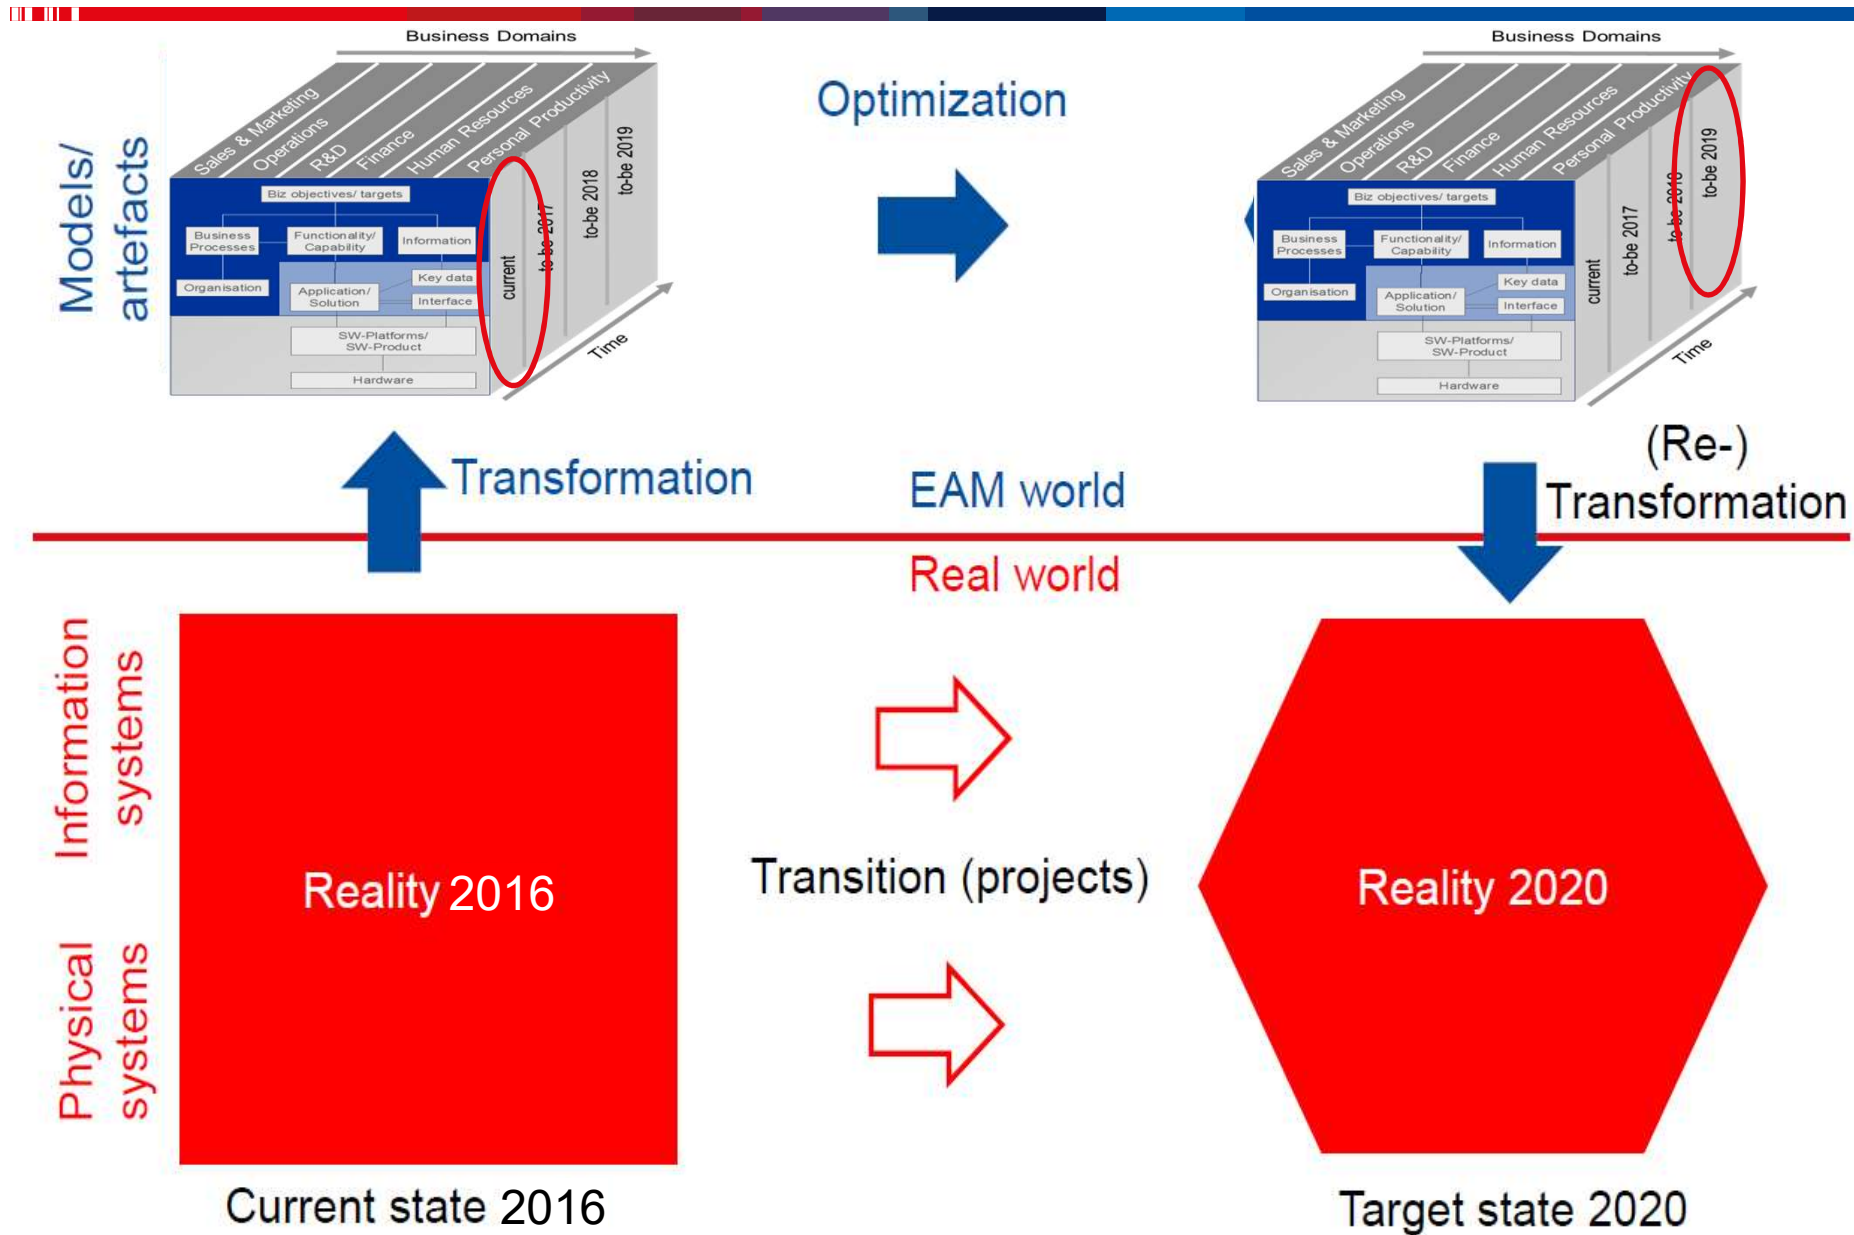 Business Domains
Sales & Marketing
Operations
R&D
Finance
Human Resources
Personal Productivity
Biz objectives/ targets
Business
Processes
Functionality/
Capability
Information
Organisation
Key data
Application/
Solution
Interface
SW-Platforms/
SW-Product
Hardware
current
to-be 2017
to-be 2018
to-be 2019
Time
Models/
artefacts
Optimization
Business Domains
Sales & Marketing
Operations
R&D
Finance
Human Resources
Personal Productivity
Biz objectives/ targets
Business
Processes
Functionality/
Capability
Information
Organisation
Key data
Application/
Solution
Interface
SW-Platforms/
SW-Product
Hardware
current
to-be 2017
to-be 2018
to-be 2019
Time
Transformation
EAM world
(Re-)
Transformation
Real world
Information
systems
Physical
systems
Reality 2016
Transition (projects)
Reality 2020
Current state 2016
Target state 2020